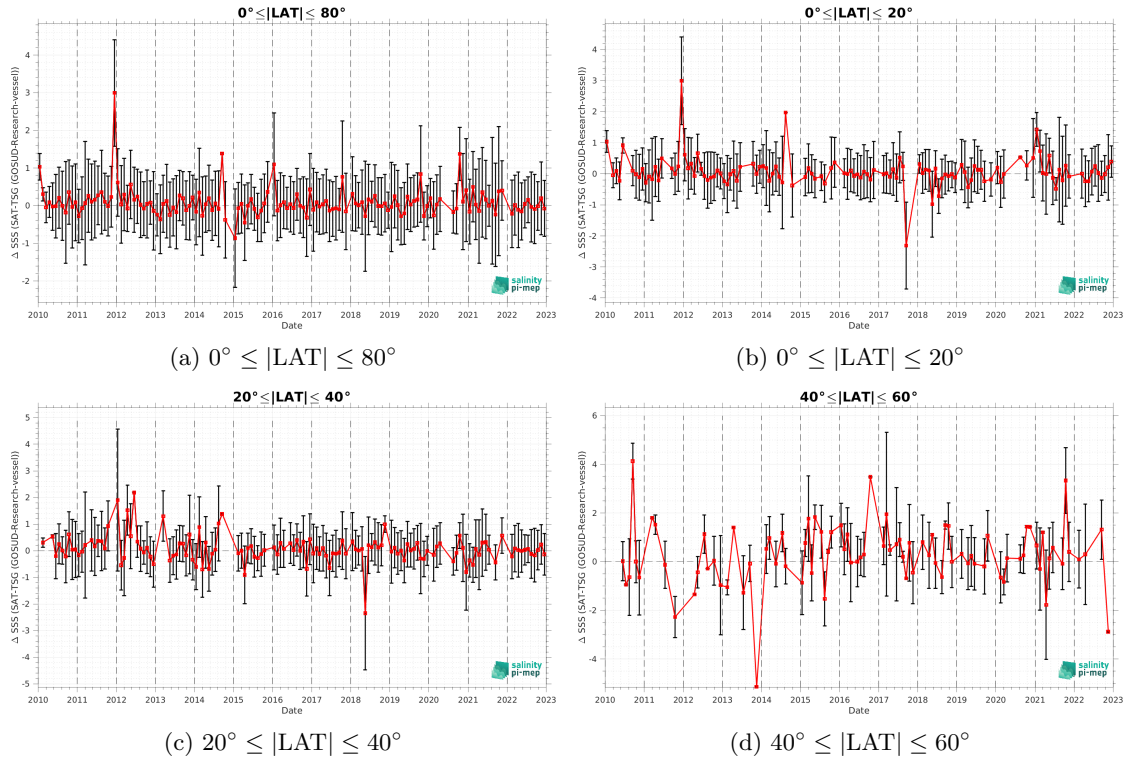 0°≤|LAT|≤ 80°
Δ SSS (SAT-TSG (GOSUD-Research-vessel))
4
3
2
1
0
-1
-2
2010 2011 2012 2013 2014 2015 2016 2017 2018 2019 2020 2021 2022 2023
Date
salinity
pi-mep
(a) 0° ≤ |LAT| ≤ 80°
0°≤|LAT|≤ 20°
Δ SSS (SAT-TSG (GOSUD-Research-vessel))
4
3
2
1
0
-1
-2
-3
-4
2010 2011 2012 2013 2014 2015 2016 2017 2018 2019 2020 2021 2022 2023
Date
salinity
pi-mep
(b) 0° ≤ |LAT| ≤ 20°
20°≤|LAT|≤ 40°
Δ SSS (SAT-TSG (GOSUD-Research-vessel))
5
4
3
2
1
0
-1
-2
-3
-4
-5
2010 2011 2012 2013 2014 2015 2016 2017 2018 2019 2020 2021 2022 2023
Date
salinity
pi-mep
(c) 20° ≤ |LAT| ≤ 40°
40°≤|LAT|≤ 60°
Δ SSS (SAT-TSG (GOSUD-Research-vessel))
6
4
2
0
-2
-4
2010 2011 2012 2013 2014 2015 2016 2017 2018 2019 2020 2021 2022 2023
Date
salinity
pi-mep
(d) 40° ≤ |LAT| ≤ 60°